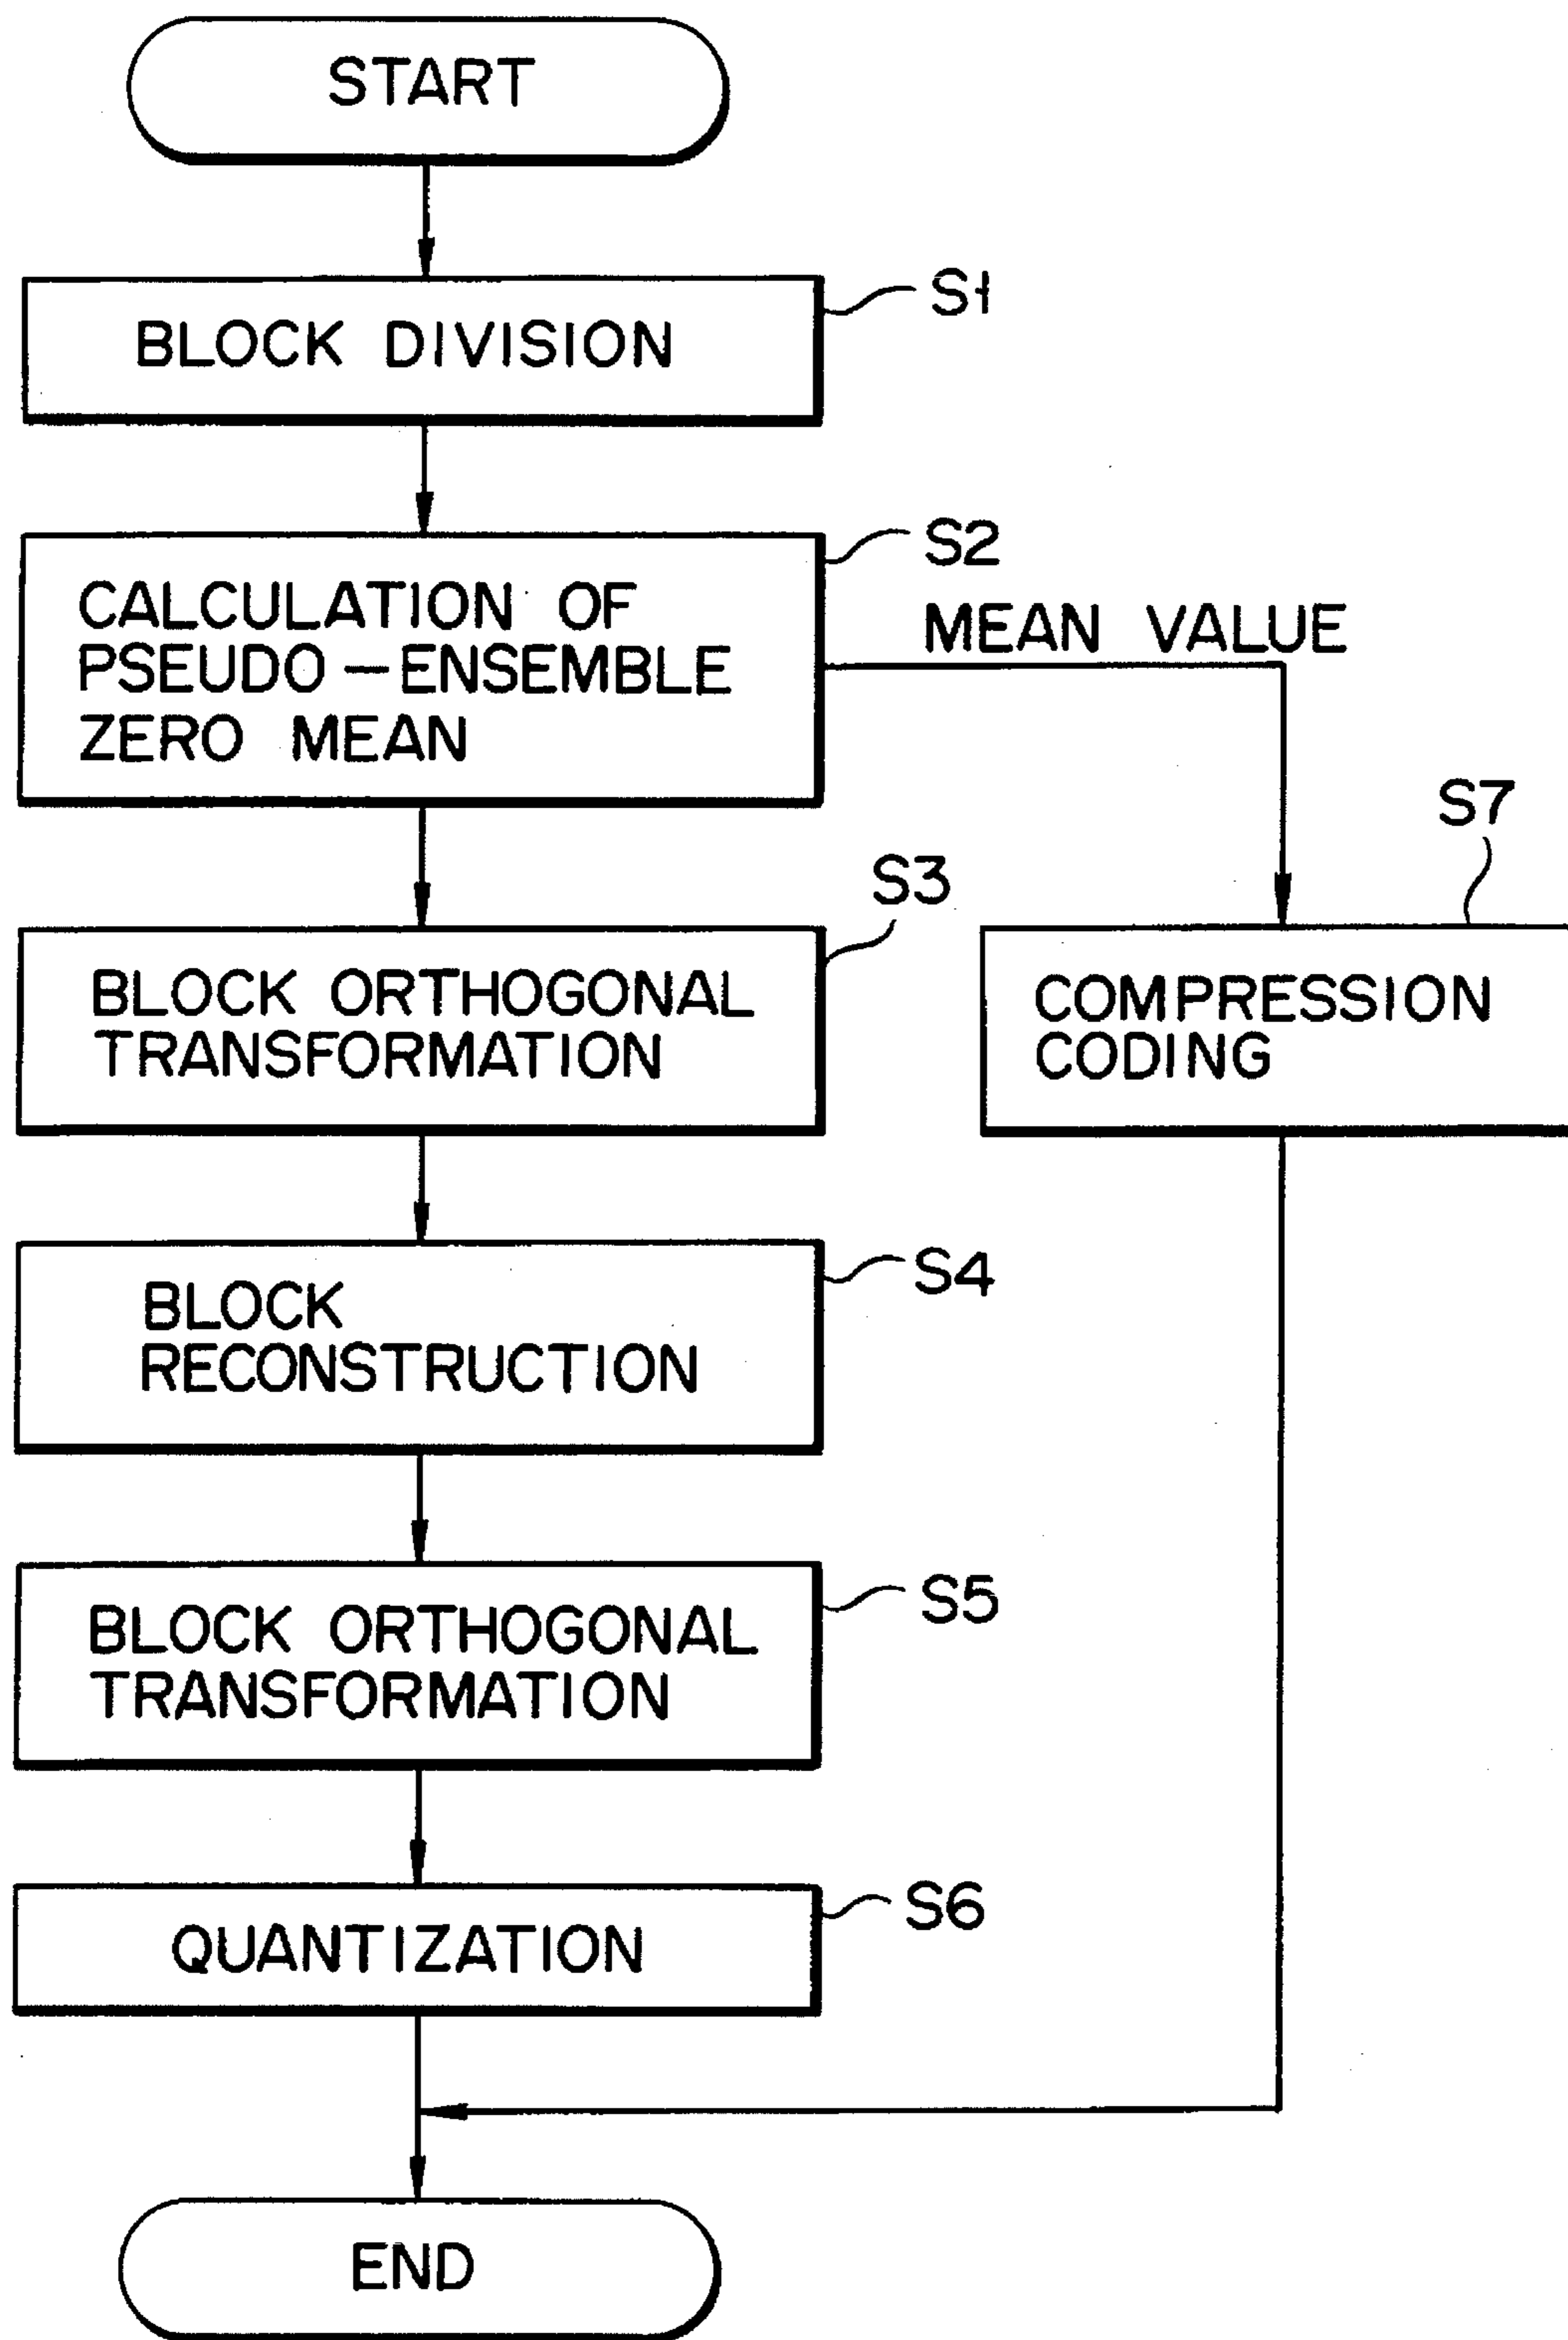 START
S1
BLOCK DIVISION
S2
CALCULATION OF
PSEUDO-ENSEMBLE
ZERO MEAN
MEAN VALUE
S3
BLOCK ORTHOGONAL
TRANSFORMATION
S7
COMPRESSION
CODING
S4
BLOCK
RECONSTRUCTION
S5
BLOCK ORTHOGONAL
TRANSFORMATION
S6
QUANTIZATION
END